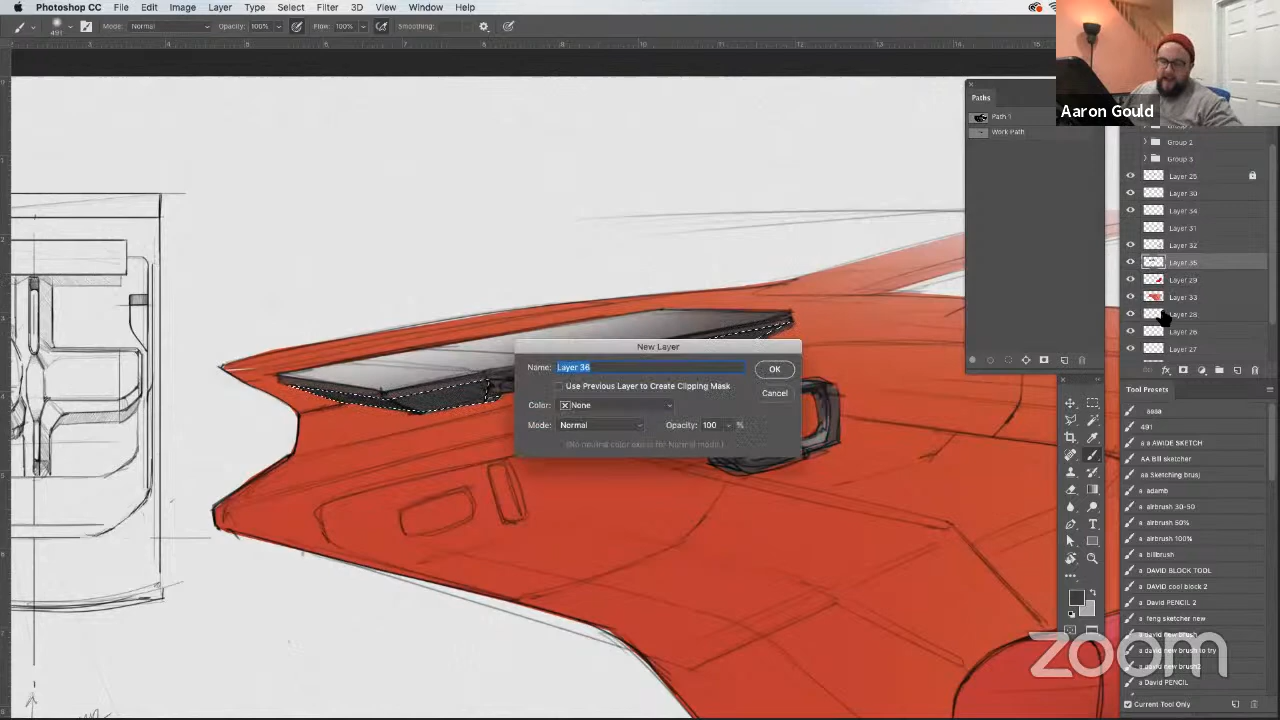 Photoshop CC File Edit Image Layer Type Select Filter 3D View Window Help
491 Mode: Normal Opacity: 100% Flow: 100% Smoothing:
Aaron Gould
Paths
Path 1
Work Path
Group 2
Group 3
Layer 25
Layer 30
Layer 34
Layer 31
Layer 32
Layer 35
Layer 29
Layer 33
Layer 28
Layer 26
Layer 27
New Layer
Name: Layer 36 OK
Use Previous Layer to Create Clipping Mask Cancel
Color: None
Mode: Normal Opacity: 100 %
(No neutral color exists for Normal mode.)
Tool Presets
aaaa
491
a a AWIDE SKETCH
AA Bill sketcher
aa Sketching brusj
a adamb
a airbrush 30-50
a airbrush 50%
a airbrush 100%
a billbrush
a DAVID BLOCK TOOL
a DAVID cool block 2
a David PENCIL 2
a feng sketcher new
a david new brush
a david new brush to try
a david new brush2
a David PENCIL
Current Tool Only
zoom